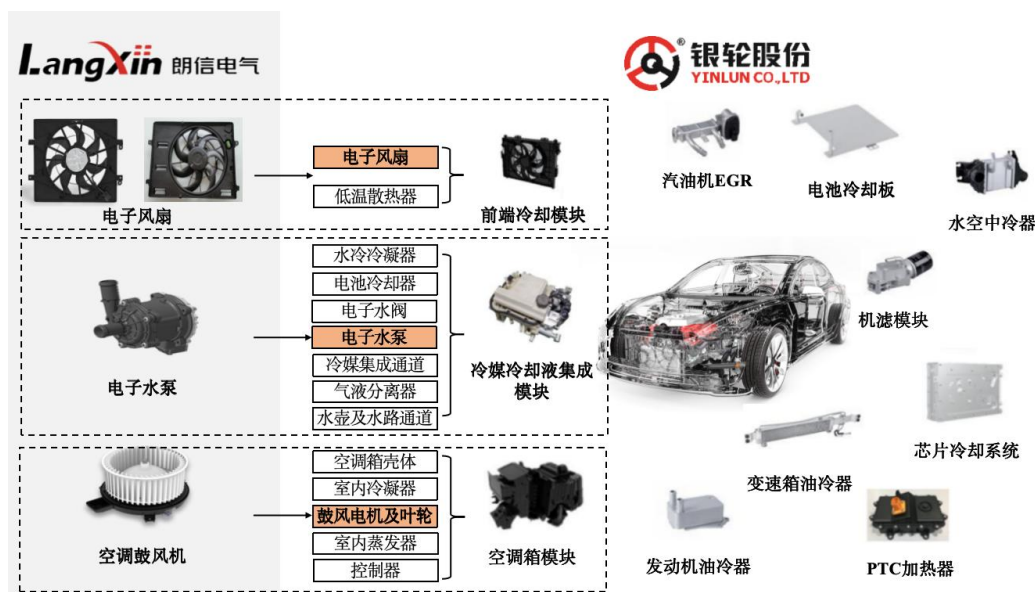 LangXin 朗信电气
银轮股份
YINLUN CO.,LTD
®
电子风扇
电子风扇
低温散热器
前端冷却模块
电子水泵
水冷冷凝器
电池冷却器
电子水阀
电子水泵
冷媒集成通道
气液分离器
水壶及水路通道
冷媒冷却液集成
模块
空调鼓风机
空调箱壳体
室内冷凝器
鼓风电机及叶轮
室内蒸发器
控制器
空调箱模块
汽油机EGR
电池冷却板
水空中冷器
机滤模块
芯片冷却系统
变速箱油冷器
发动机油冷器
PTC加热器